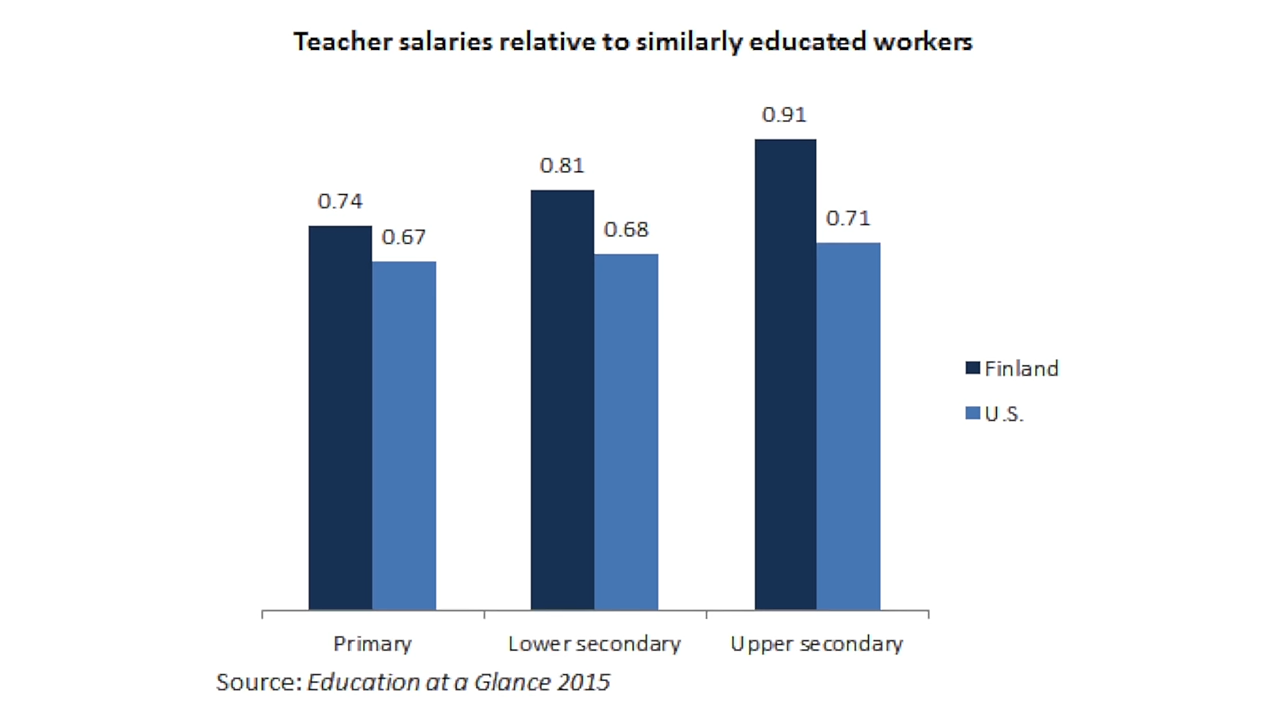 Teacher salaries relative to similarly educated workers
0.91
0.81
0.74
0.71
0.68
0.67
Finland
U.S.
Primary
Lower secondary
Upper secondary
Source: Education at a Glance 2015